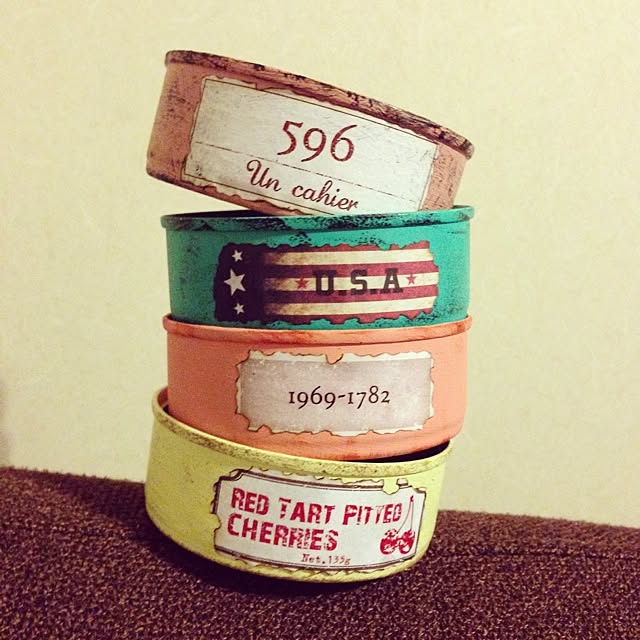 596
Un cahier
U.S.A
1969-1782
RED TART PITTED
CHERRIES
Net.135g